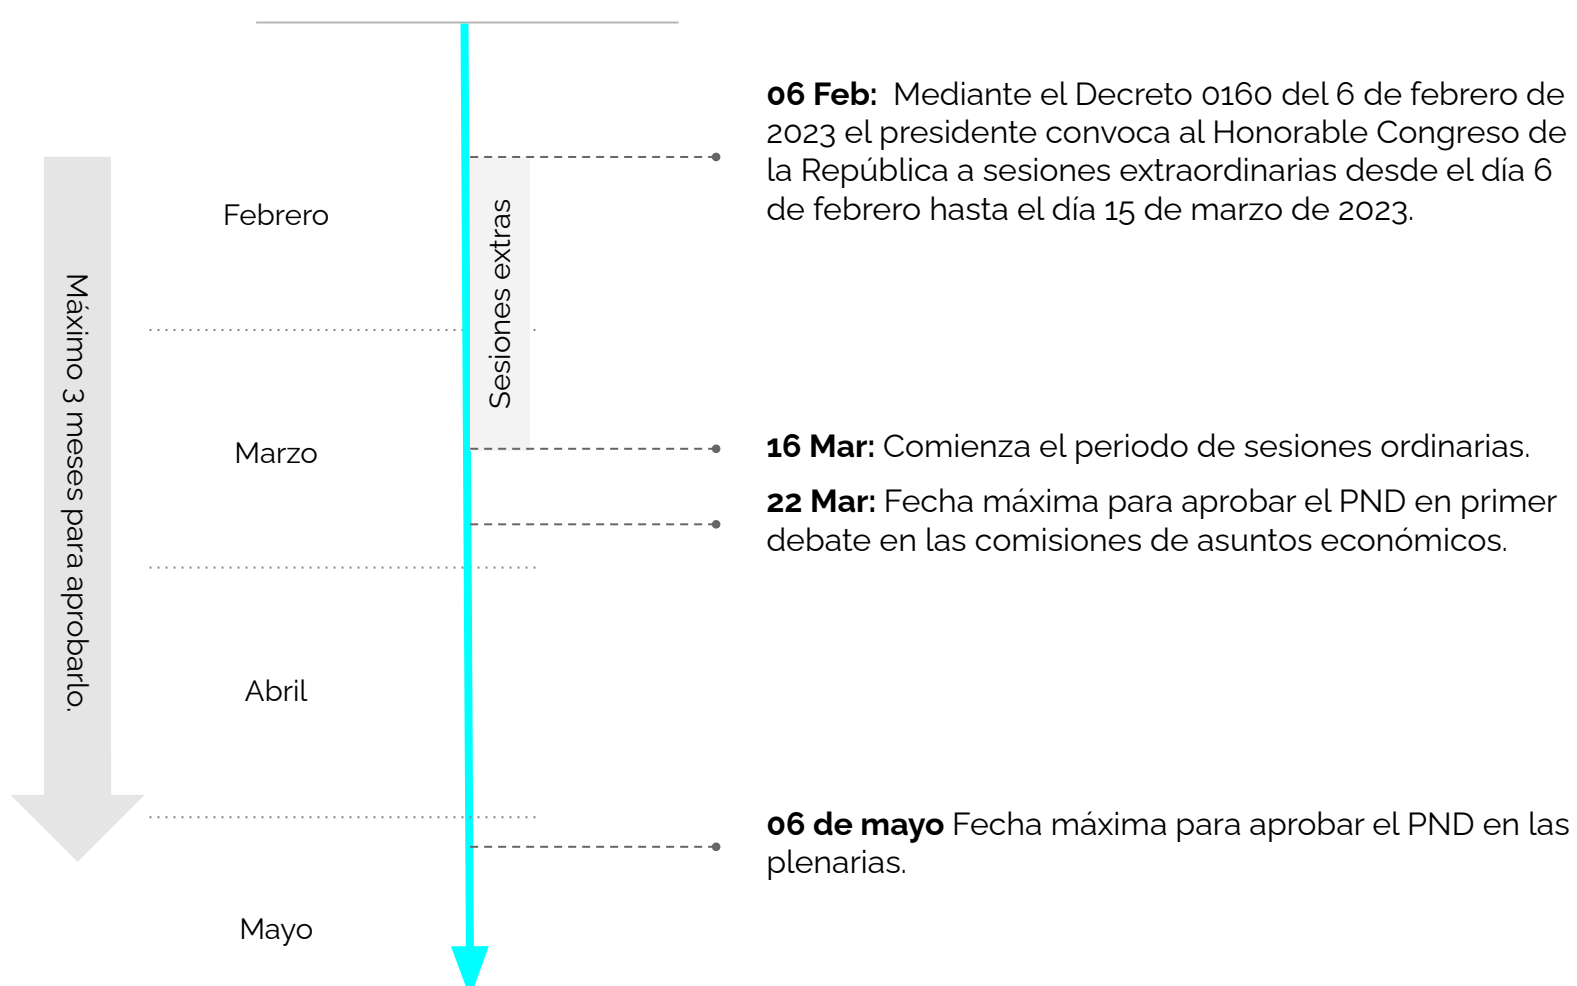 06 Feb: Mediante el Decreto 0160 del 6 de febrero de
2023 el presidente convoca al Honorable Congreso de
la República a sesiones extraordinarias desde el día 6
de febrero hasta el día 15 de marzo de 2023.
Febrero
Sesiones extras
Máximo 3 meses para aprobarlo.
Marzo
16 Mar: Comienza el periodo de sesiones ordinarias.
22 Mar: Fecha máxima para aprobar el PND en primer
debate en las comisiones de asuntos económicos.
Abril
06 de mayo Fecha máxima para aprobar el PND en las
plenarias.
Mayo